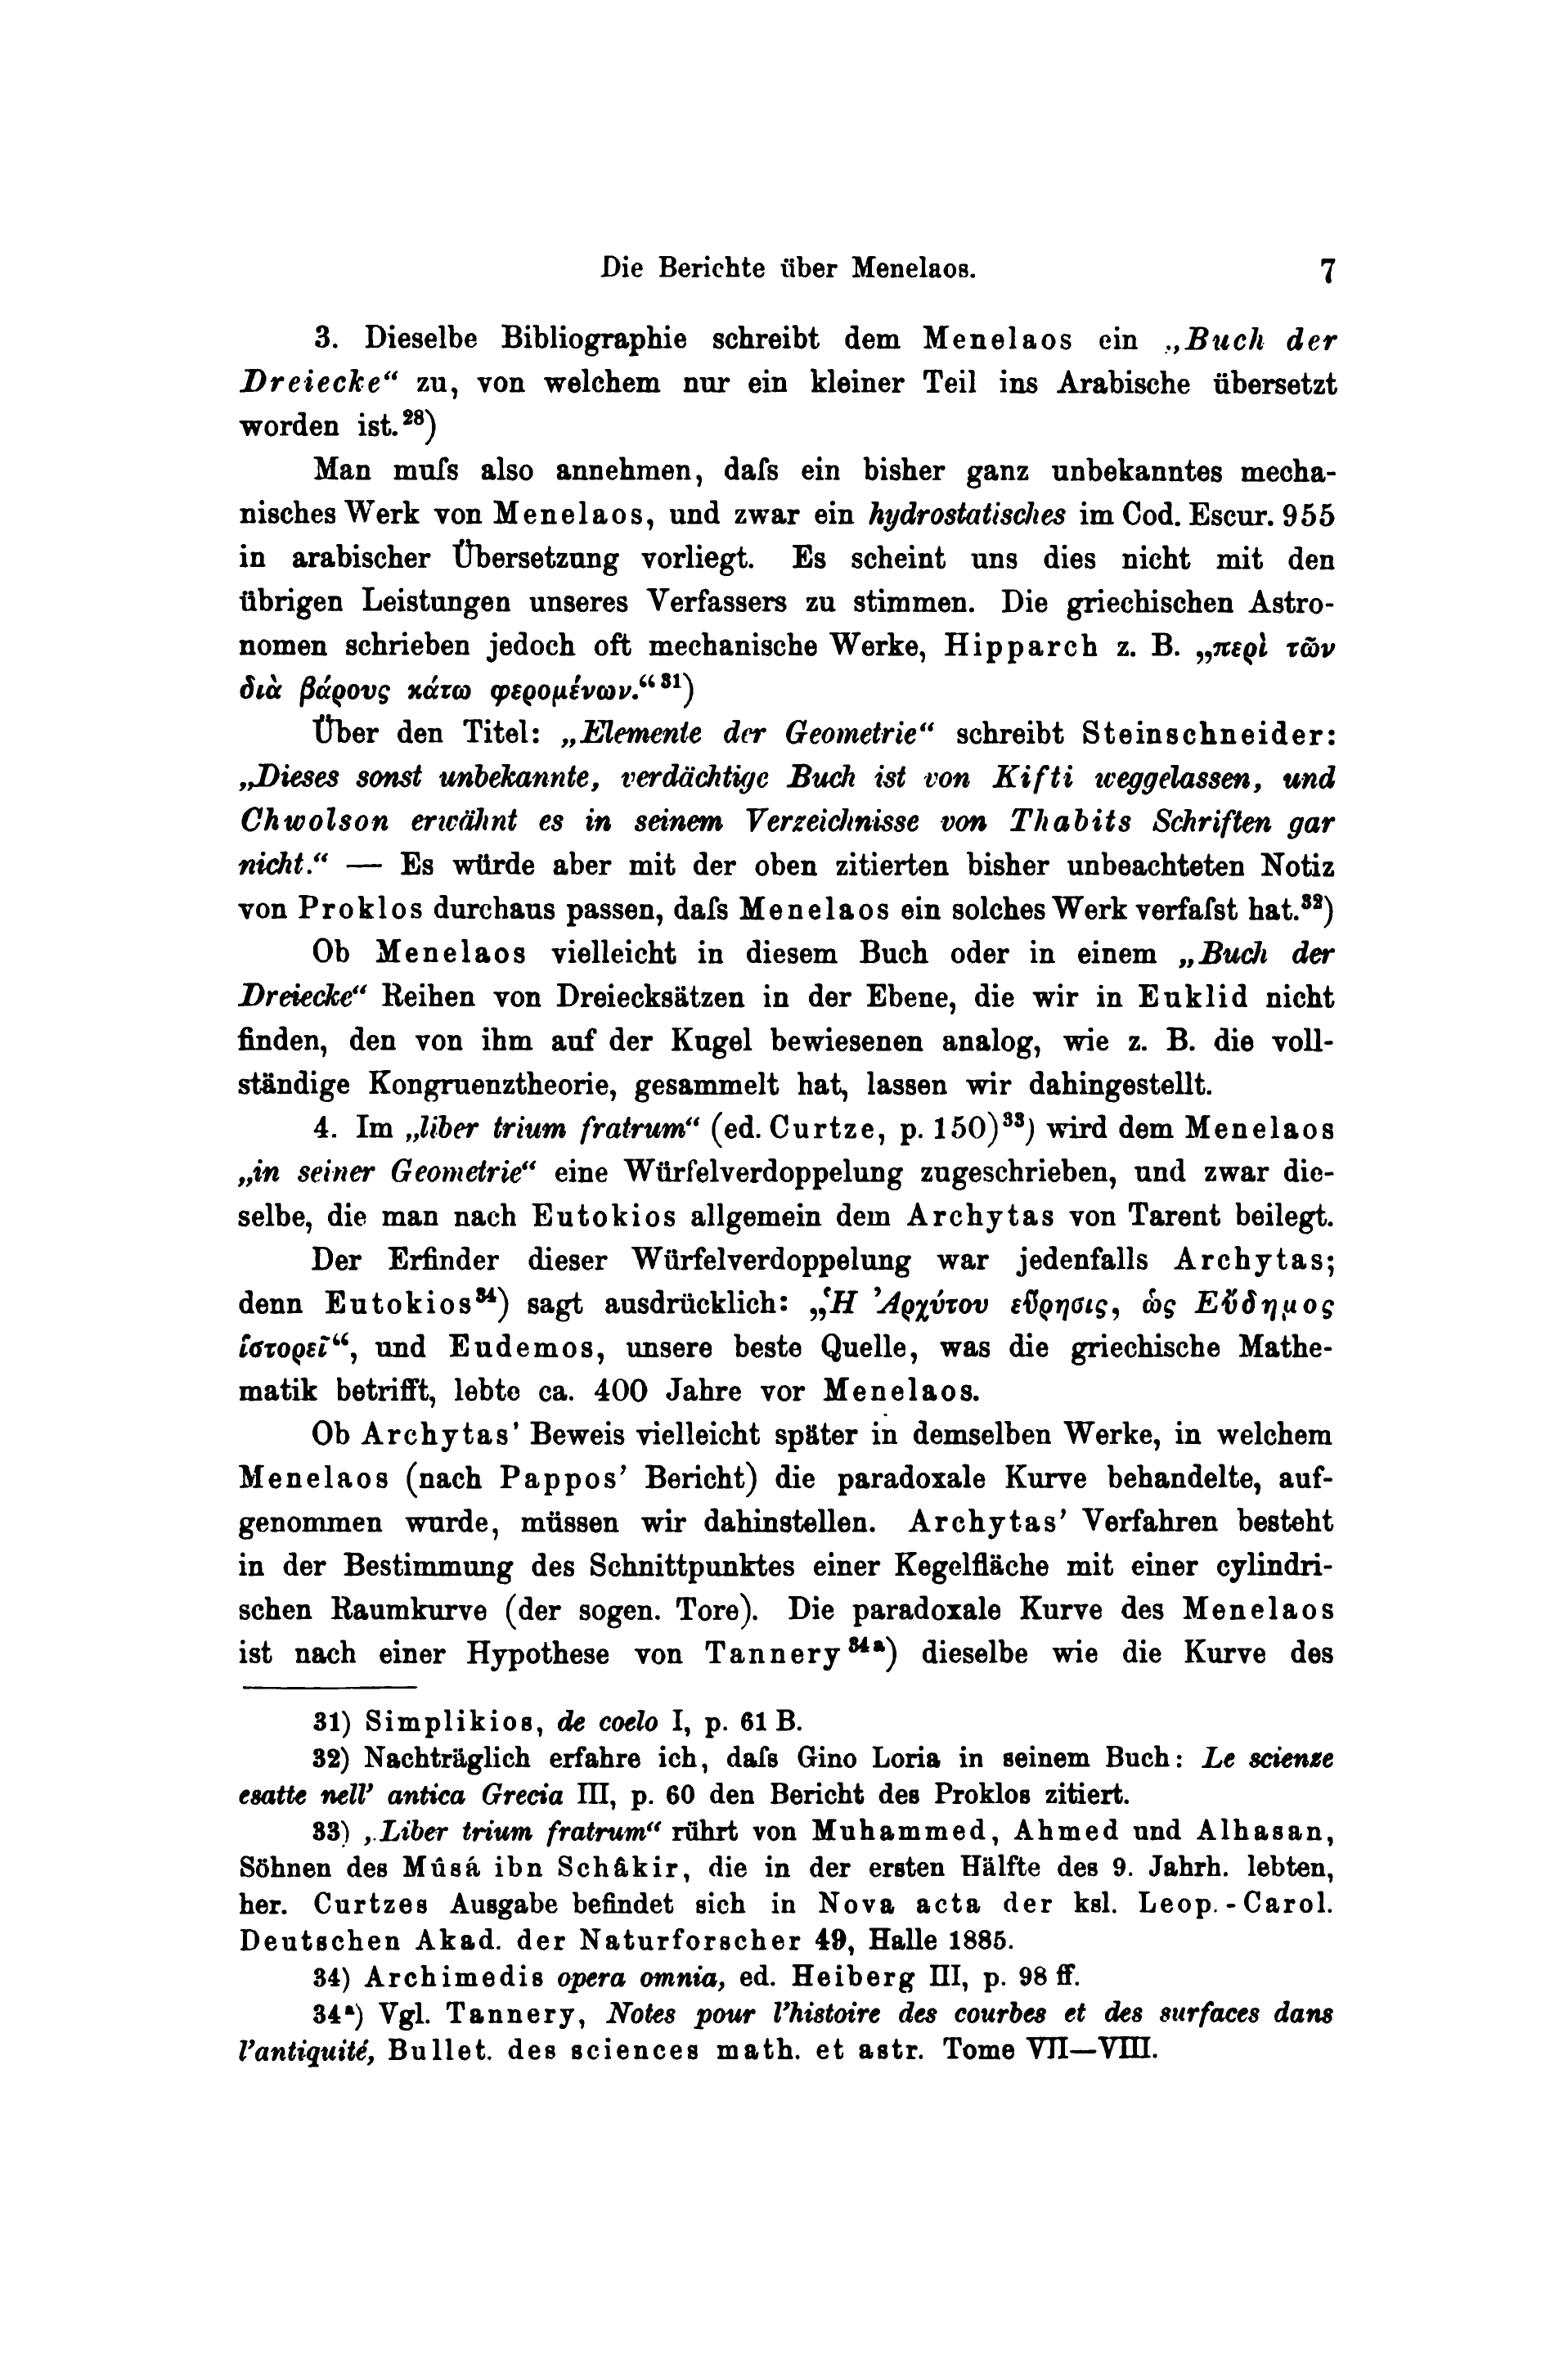 Die Berichte über Menelaos. 7
3. Dieselbe Bibliographie schreibt dem Menelaos ein „Buch der
Dreiecke“ zu, von welchem nur ein kleiner Teil ins Arabische übersetzt
worden ist.²⁸)
Man muſs also annehmen, daſs ein bisher ganz unbekanntes mecha-
nisches Werk von Menelaos, und zwar ein hydrostatisches im Cod. Escur. 955
in arabischer Übersetzung vorliegt. Es scheint uns dies nicht mit den
übrigen Leistungen unseres Verfassers zu stimmen. Die griechischen Astro-
nomen schrieben jedoch oft mechanische Werke, Hipparch z. B. „περὶ τῶν
διὰ βάρους κάτω φερομένων.“³¹)
Über den Titel: „Elemente der Geometrie“ schreibt Steinschneider:
„Dieses sonst unbekannte, verdächtige Buch ist von Kifti weggelassen, und
Chwolson erwähnt es in seinem Verzeichnisse von Thabits Schriften gar
nicht.“ — Es würde aber mit der oben zitierten bisher unbeachteten Notiz
von Proklos durchaus passen, daſs Menelaos ein solches Werk verfaſst hat.³²)
Ob Menelaos vielleicht in diesem Buch oder in einem „Buch der
Dreiecke“ Reihen von Dreiecksätzen in der Ebene, die wir in Euklid nicht
finden, den von ihm auf der Kugel bewiesenen analog, wie z. B. die voll-
ständige Kongruenztheorie, gesammelt hat, lassen wir dahingestellt.
4. Im „liber trium fratrum“ (ed. Curtze, p. 150)³³) wird dem Menelaos
„in seiner Geometrie“ eine Würfelverdoppelung zugeschrieben, und zwar die-
selbe, die man nach Eutokios allgemein dem Archytas von Tarent beilegt.
Der Erfinder dieser Würfelverdoppelung war jedenfalls Archytas;
denn Eutokios³⁴) sagt ausdrücklich: „Ἡ Ἀρχύτου εὕρησις, ὡς Εὔδημος
ἱστορεῖ“, und Eudemos, unsere beste Quelle, was die griechische Mathe-
matik betrifft, lebte ca. 400 Jahre vor Menelaos.
Ob Archytas’ Beweis vielleicht später in demselben Werke, in welchem
Menelaos (nach Pappos’ Bericht) die paradoxale Kurve behandelte, auf-
genommen wurde, müssen wir dahinstellen. Archytas’ Verfahren besteht
in der Bestimmung des Schnittpunktes einer Kegelfläche mit einer cylindri-
schen Raumkurve (der sogen. Tore). Die paradoxale Kurve des Menelaos
ist nach einer Hypothese von Tannery³⁴ᵃ) dieselbe wie die Kurve des
31) Simplikios, de coelo I, p. 61 B.
32) Nachträglich erfahre ich, daſs Gino Loria in seinem Buch: Le scienze
esatte nell’ antica Grecia III, p. 60 den Bericht des Proklos zitiert.
33) „Liber trium fratrum“ rührt von Muhammed, Ahmed und Alhasan,
Söhnen des Mûsá ibn Schâkir, die in der ersten Hälfte des 9. Jahrh. lebten,
her. Curtzes Ausgabe befindet sich in Nova acta der ksl. Leop.-Carol.
Deutschen Akad. der Naturforscher 49, Halle 1885.
34) Archimedis opera omnia, ed. Heiberg III, p. 98 ff.
34ᵃ) Vgl. Tannery, Notes pour l’histoire des courbes et des surfaces dans
l’antiquité, Bullet. des sciences math. et astr. Tome VII—VIII.